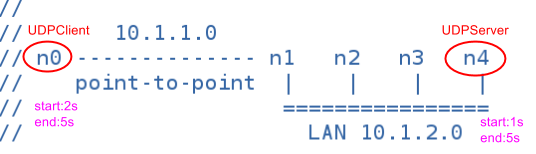 //
// UDPClient 10.1.1.0 UDPServer
// n0 -------------- n1 n2 n3 n4
// point-to-point | | | |
// start:2s ================
end:5s start:1s
// LAN 10.1.2.0 end:5s